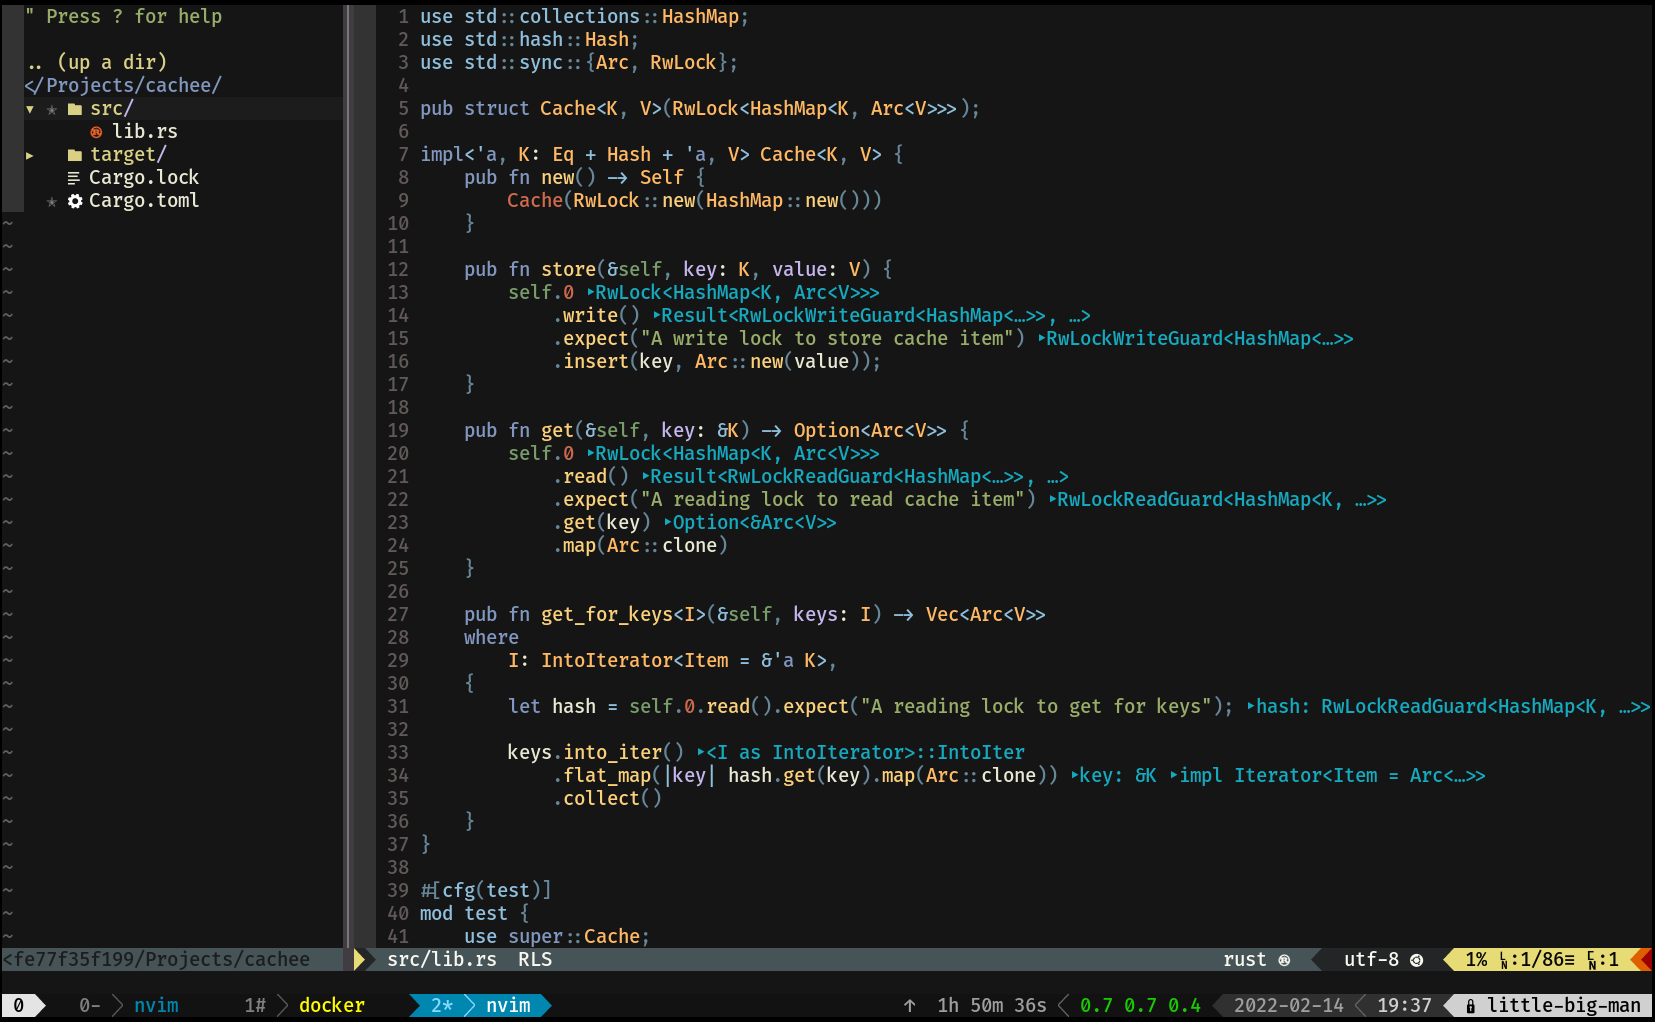 " Press ? for help
.. (up a dir)
</Projects/cachee/
▾ ★ src/
lib.rs
▸ target/
Cargo.lock
★ Cargo.toml
1 use std::collections::HashMap;
2 use std::hash::Hash;
3 use std::sync::{Arc, RwLock};
4
5 pub struct Cache<K, V>(RwLock<HashMap<K, Arc<V>>>);
6
7 impl<'a, K: Eq + Hash + 'a, V> Cache<K, V> {
8     pub fn new() -> Self {
9         Cache(RwLock::new(HashMap::new()))
10     }
11
12     pub fn store(&self, key: K, value: V) {
13         self.0 ‣RwLock<HashMap<K, Arc<V>>>
14             .write() ‣Result<RwLockWriteGuard<HashMap<…>>, …>
15             .expect("A write lock to store cache item") ‣RwLockWriteGuard<HashMap<…>>
16             .insert(key, Arc::new(value));
17     }
18
19     pub fn get(&self, key: &K) -> Option<Arc<V>> {
20         self.0 ‣RwLock<HashMap<K, Arc<V>>>
21             .read() ‣Result<RwLockReadGuard<HashMap<…>>, …>
22             .expect("A reading lock to read cache item") ‣RwLockReadGuard<HashMap<K, …>>
23             .get(key) ‣Option<&Arc<V>>
24             .map(Arc::clone)
25     }
26
27     pub fn get_for_keys<I>(&self, keys: I) -> Vec<Arc<V>>
28     where
29         I: IntoIterator<Item = &'a K>,
30     {
31         let hash = self.0.read().expect("A reading lock to get for keys"); ‣hash: RwLockReadGuard<HashMap<K, …>>
32
33         keys.into_iter() ‣<I as IntoIterator>::IntoIter
34             .flat_map(|key| hash.get(key).map(Arc::clone)) ‣key: &K ‣impl Iterator<Item = Arc<…>>
35             .collect()
36     }
37 }
38
39 #[cfg(test)]
40 mod test {
41     use super::Cache;
<fe77f35f199/Projects/cachee src/lib.rs RLS rust utf-8 1% L:1/86≡ C:1
0 0- nvim 1# docker 2* nvim ↑ 1h 50m 36s 0.7 0.7 0.4 2022-02-14 19:37 little-big-man